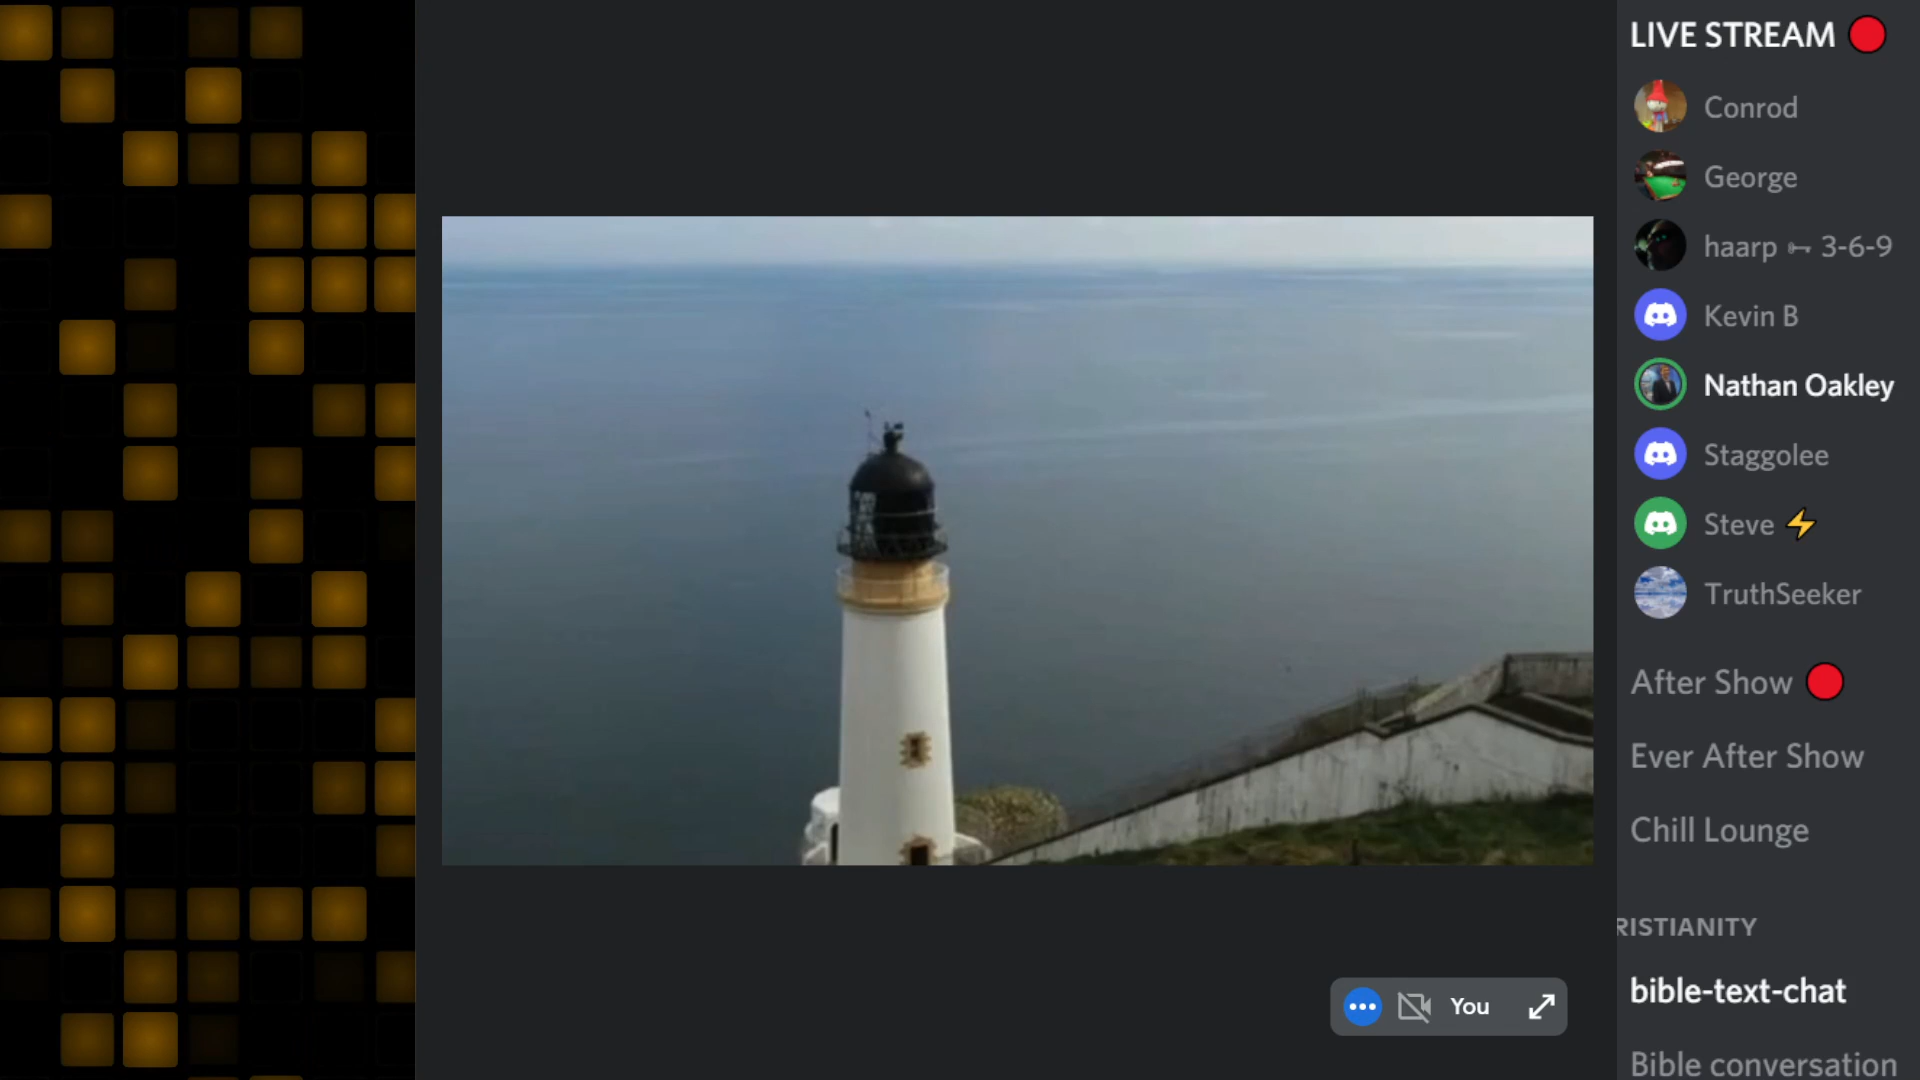 LIVE STREAM
Conrod
George
haarp 3-6-9
Kevin B
Nathan Oakley
Staggolee
Steve
TruthSeeker
After Show
Ever After Show
Chill Lounge
RISTIANITY
bible-text-chat
Bible conversation
You